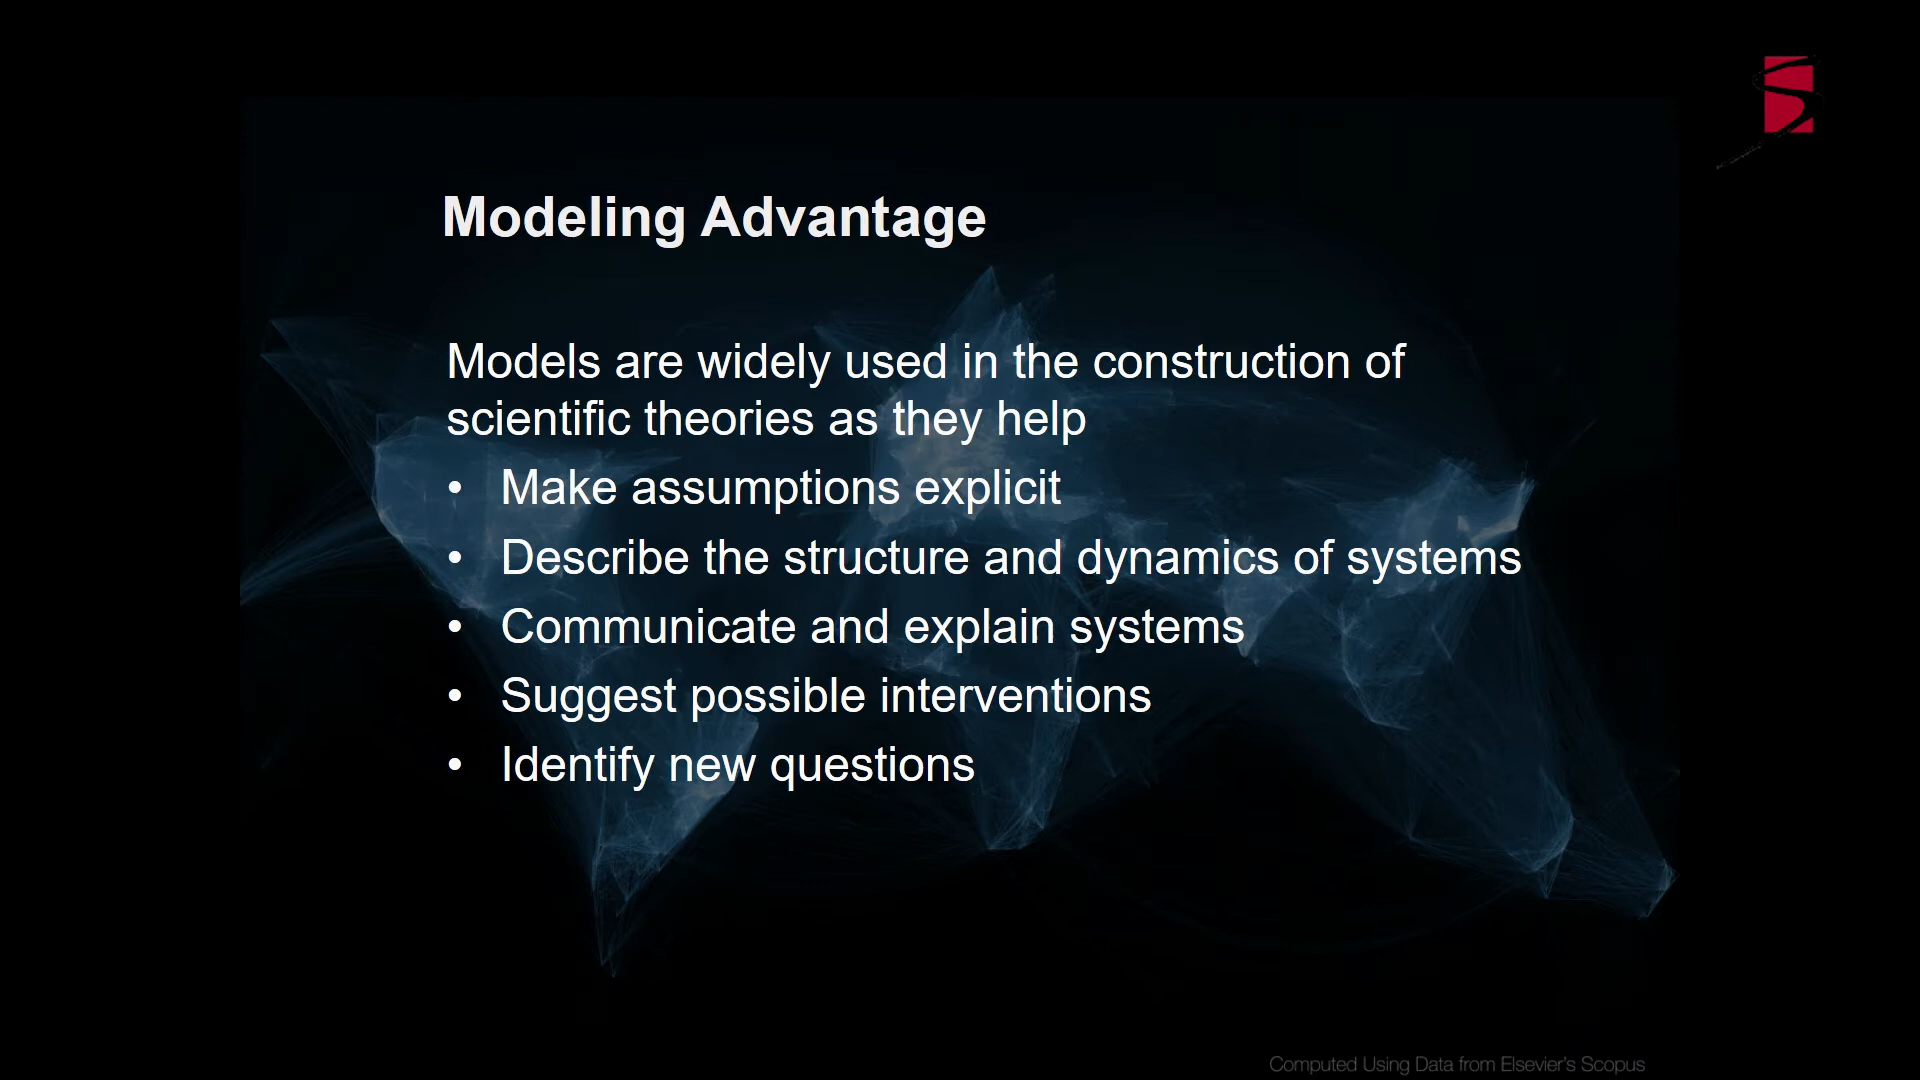 Modeling Advantage
Models are widely used in the construction of
scientific theories as they help
• Make assumptions explicit
• Describe the structure and dynamics of systems
• Communicate and explain systems
• Suggest possible interventions
• Identify new questions
Computed Using Data from Elsevier's Scopus